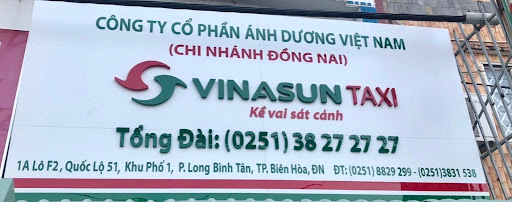 CÔNG TY CỔ PHẦN ÁNH DƯƠNG VIỆT NAM
(CHI NHÁNH ĐỒNG NAI)
VINASUN TAXI
Kề vai sát cánh
Tổng Đài: (0251) 38 27 27 27
1A Lô F2, Quốc Lộ 51, Khu Phố 1, P. Long Bình Tân, TP. Biên Hòa, ĐN ĐT: (0251) 8829 299 - (0251)3831 538